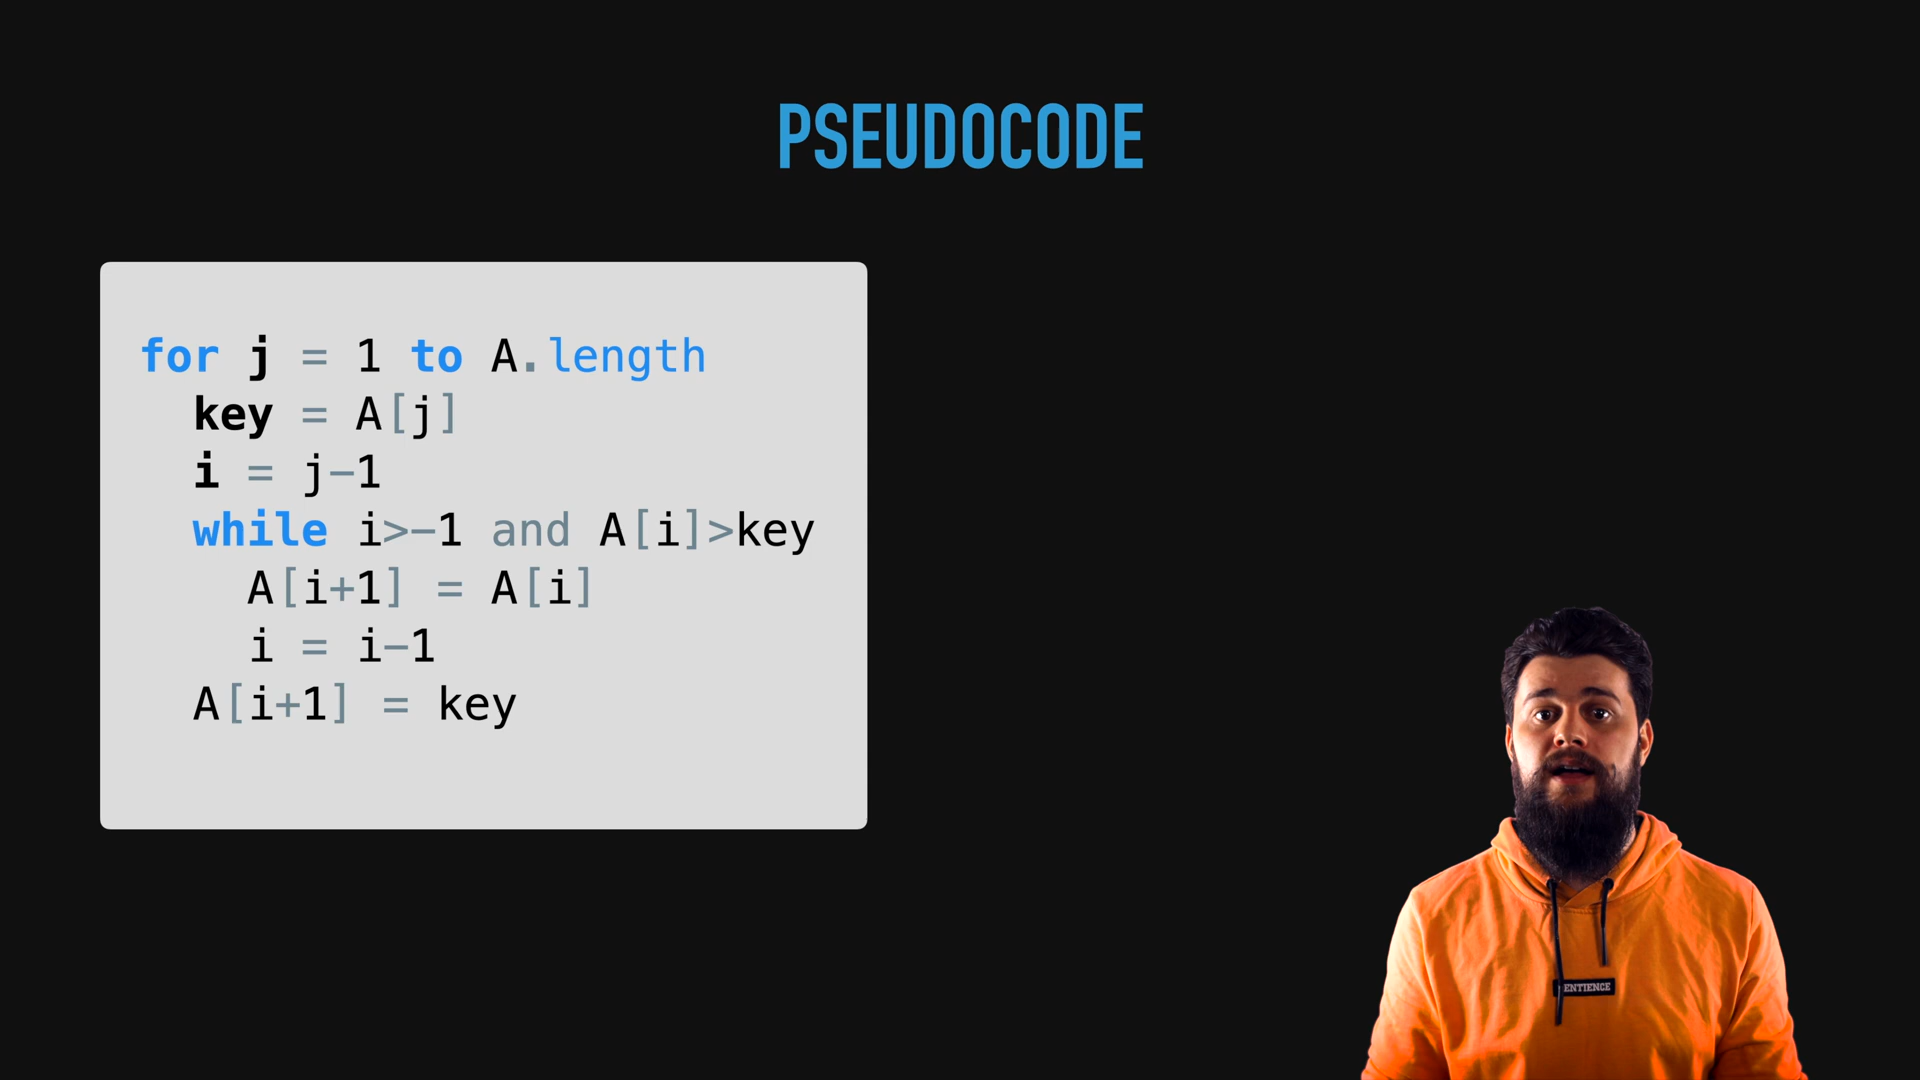 PSEUDOCODE
for j = 1 to A.length
key = A[j]
i = j-1
while i>-1 and A[i]>key
A[i+1] = A[i]
i = i-1
A[i+1] = key
ENTIENCE